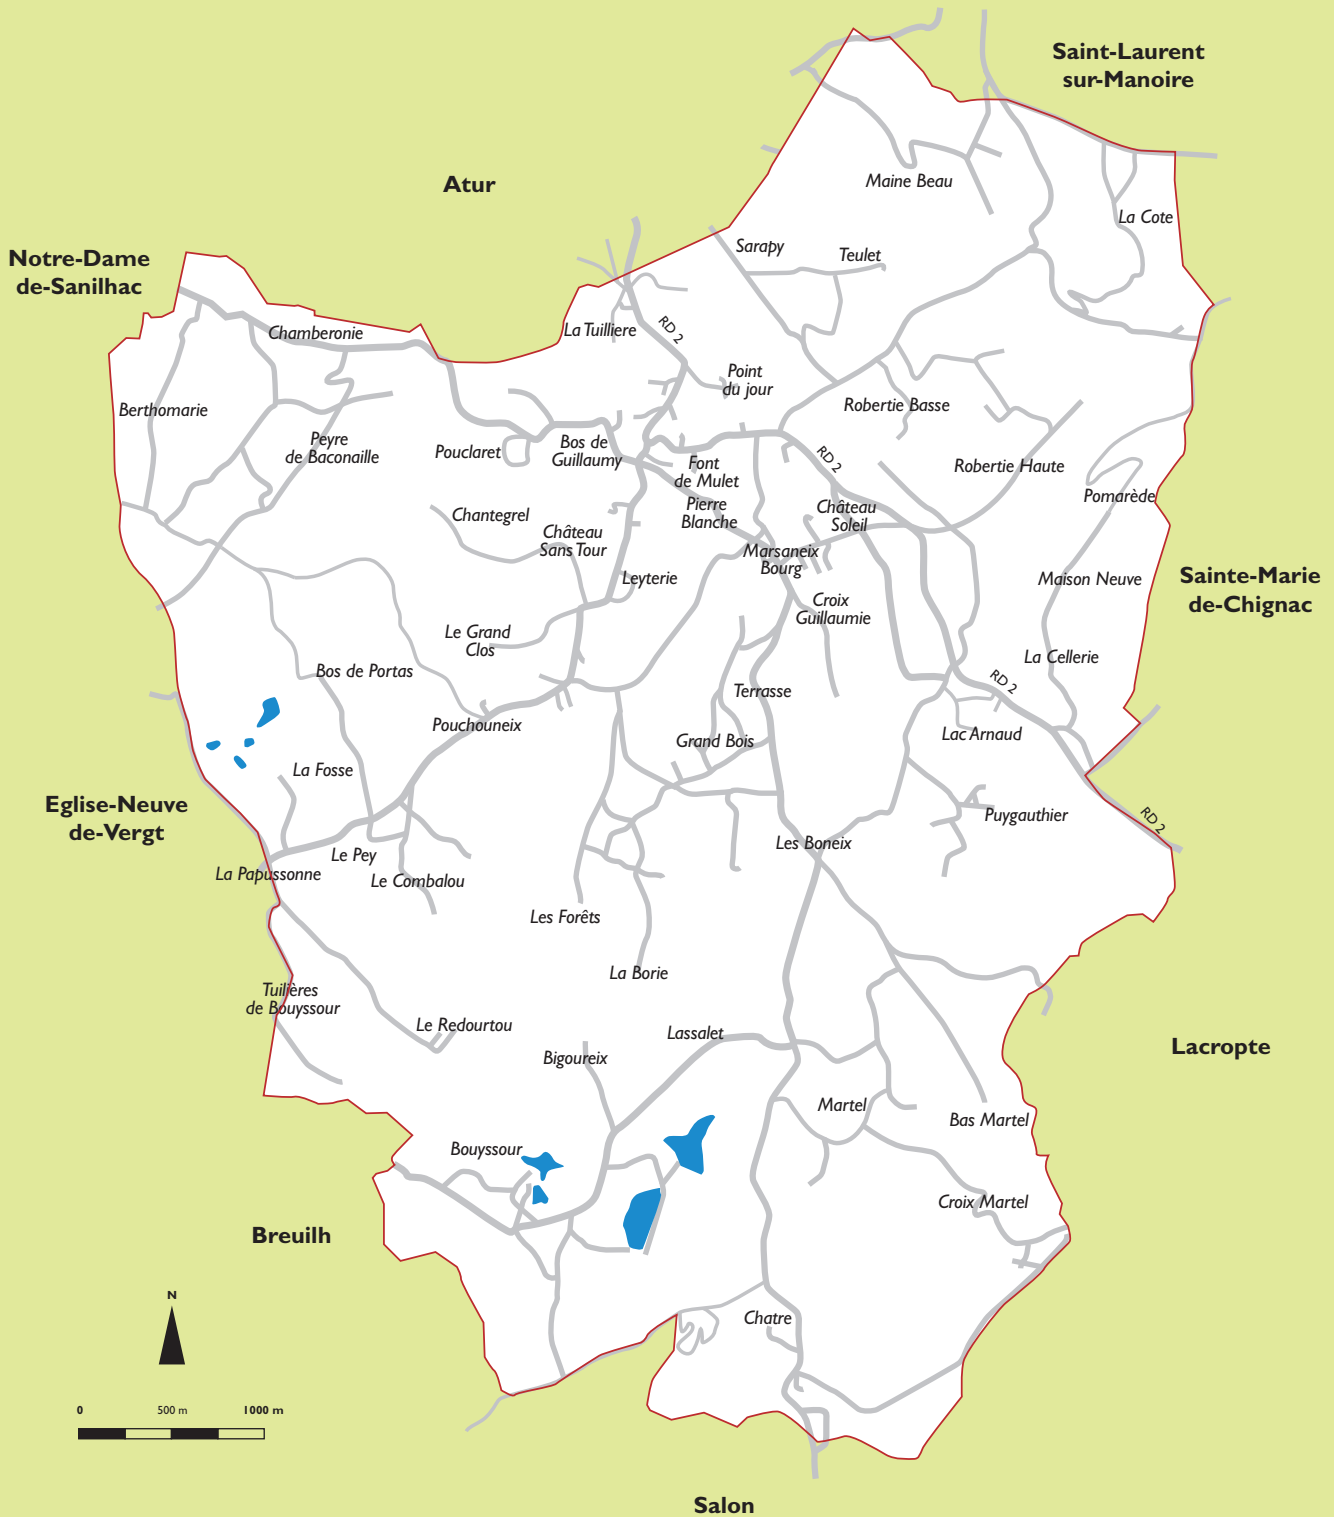 Saint-Laurent
sur-Manoire
Maine Beau
Atur
La Cote
Sarapy
Teulet
Notre-Dame
de-Sanilhac
Chamberonie
La Tuilliere
RD 2
Point
du jour
Berthomarie
Robertie Basse
Peyre
de Baconaille
Pouclaret
Bos de
Guillaumy
Font
de Mulet
RD 2
Robertie Haute
Pomarède
Pierre
Blanche
Château
Soleil
Chantegrel
Château
Sans Tour
Marsaneix
Bourg
Leyterie
Maison Neuve
Sainte-Marie
de-Chignac
Croix
Guillaumie
Le Grand
Clos
La Cellerie
Bos de Portas
RD 2
Terrasse
Pouchouneix
Lac Arnaud
Grand Bois
La Fosse
Eglise-Neuve
de-Vergt
Puygauthier
RD 2
Les Boneix
Le Pey
La Papussonne
Le Combalou
Les Forêts
La Borie
Tuilières
de Bouyssour
Le Redourtou
Lassalet
Bigoureix
Lacropte
Martel
Bas Martel
Bouyssour
Croix Martel
Breuilh
N
Chatre
0 500 m 1000 m
Salon